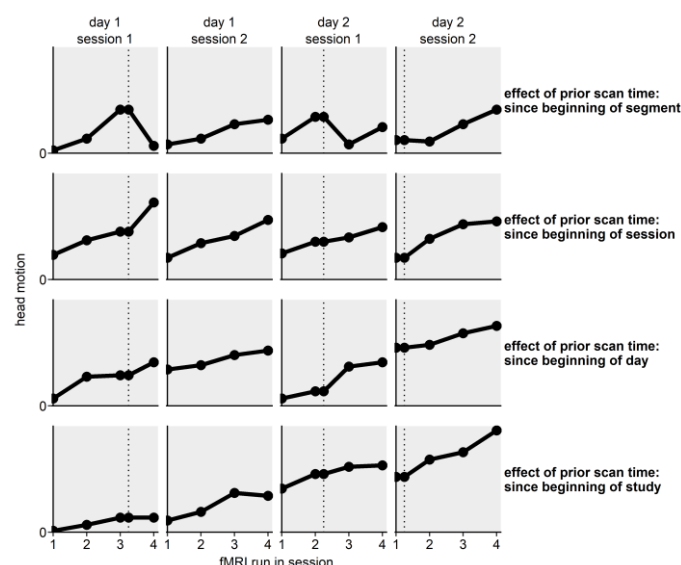 day 1
session 1
day 1
session 2
day 2
session 1
day 2
session 2
effect of prior scan time:
since beginning of segment
0
effect of prior scan time:
since beginning of session
0
head motion
effect of prior scan time:
since beginning of day
0
effect of prior scan time:
since beginning of study
0
1 2 3 4 1 2 3 4 1 2 3 4 1 2 3 4
fMRI run in session